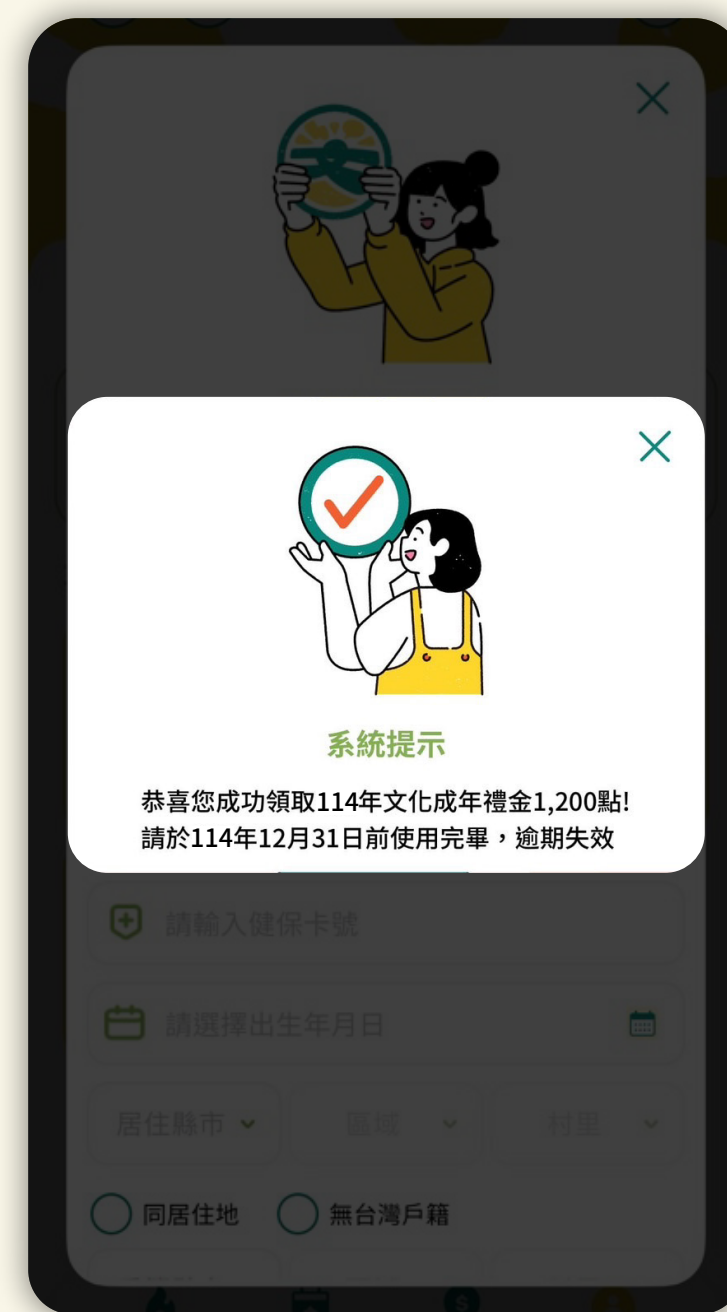 文
系統提示
恭喜您成功領取114年文化成年禮金1,200點!
請於114年12月31日前使用完畢，逾期失效
請輸入健保卡號
請選擇出生年月日
居住縣市 區域 村里
同居住地 無台灣戶籍